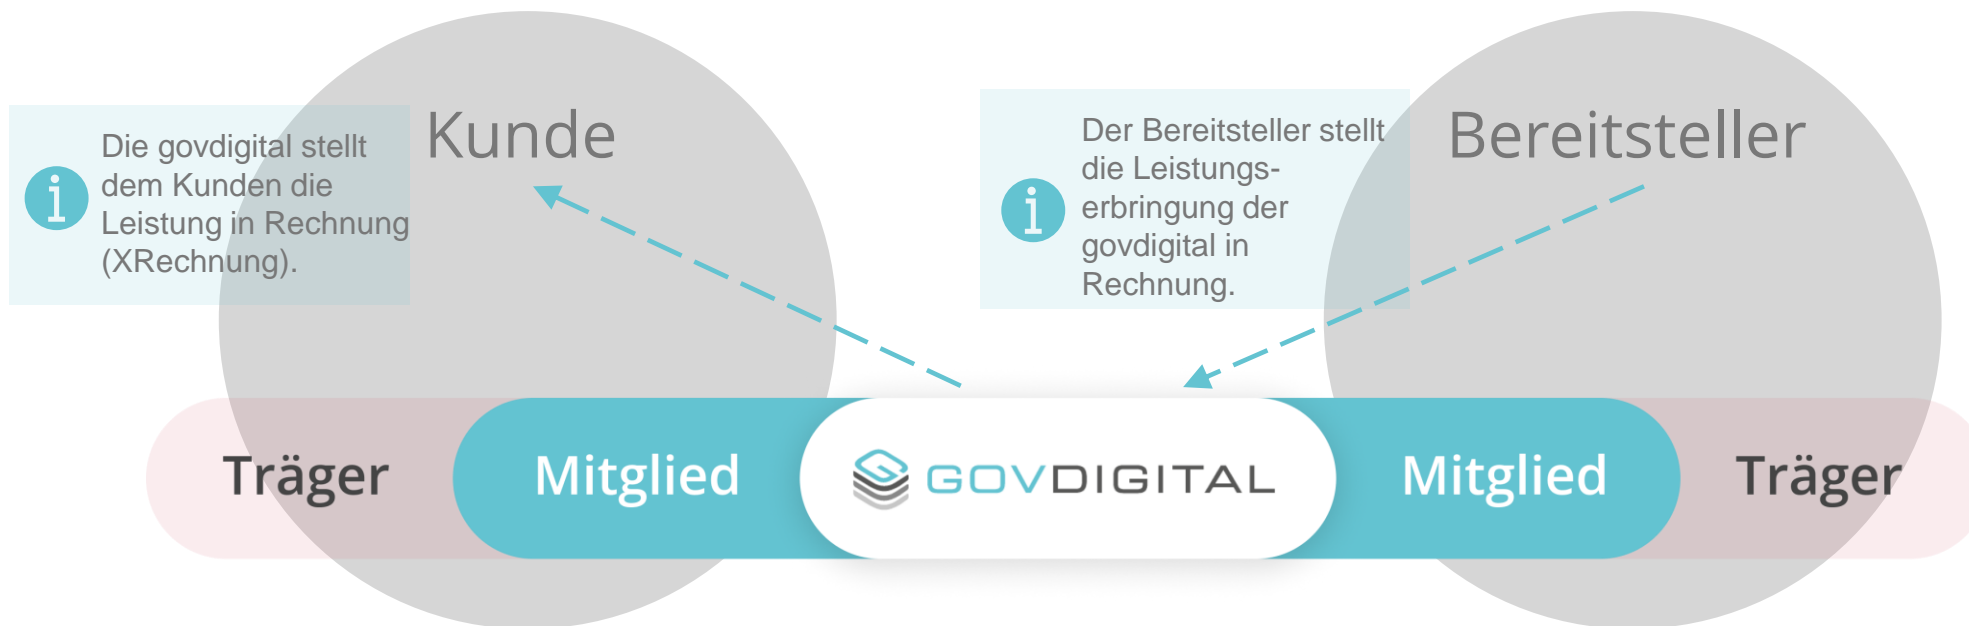 Kunde
Die govdigital stellt
dem Kunden die
Leistung in Rechnung
(XRechnung).
Bereitsteller
Der Bereitsteller stellt
die Leistungs-
erbringung der
govdigital in
Rechnung.
Träger
Mitglied
GOVDIGITAL
Mitglied
Träger